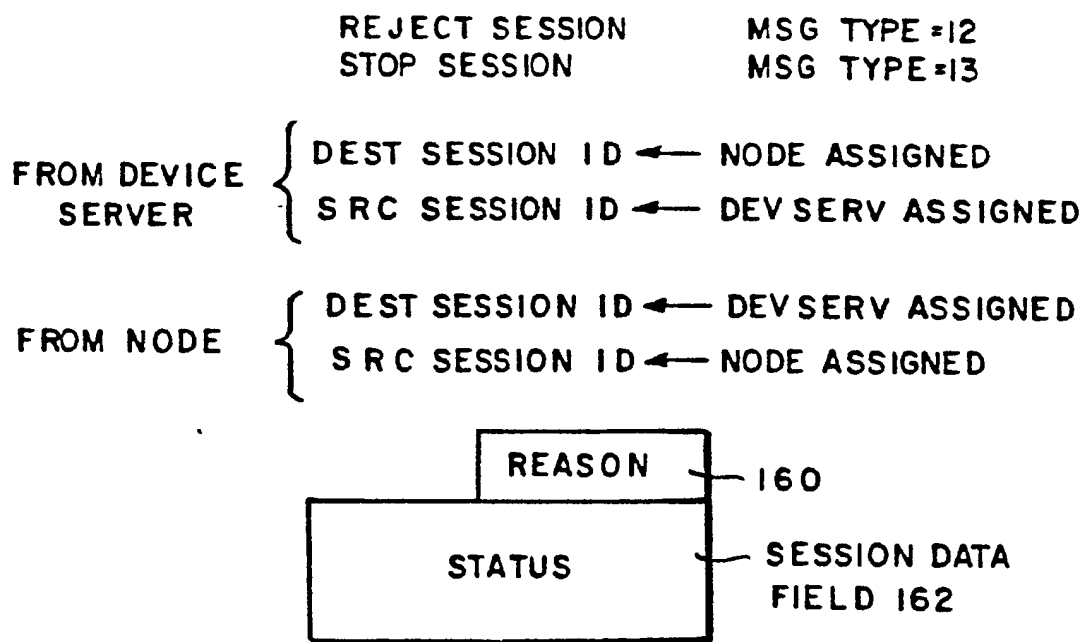 REJECT SESSION MSG TYPE=12
STOP SESSION MSG TYPE=13
FROM DEVICE SERVER
DEST SESSION ID ← NODE ASSIGNED
SRC SESSION ID ← DEV SERV ASSIGNED
FROM NODE
DEST SESSION ID ← DEV SERV ASSIGNED
SRC SESSION ID ← NODE ASSIGNED
REASON 160
STATUS
SESSION DATA
FIELD 162